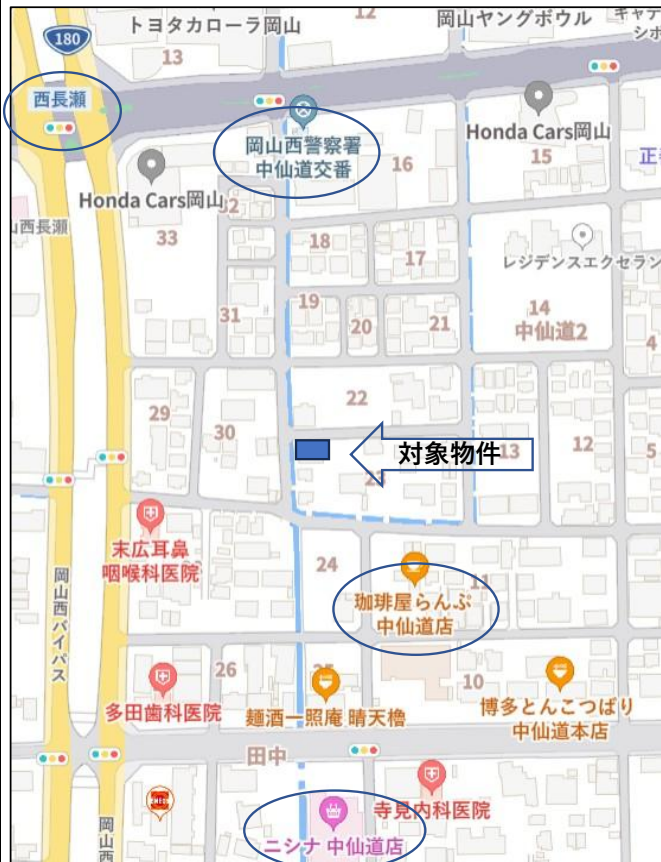 トヨタカローラ岡山
12
岡山ヤングボウル
キャデ
シボ
180
13
西長瀬
岡山西警察署
中仙道交番
16
Honda Cars岡山
15
Honda Cars岡山
32
正
西長瀬
33
18
17
レジデンスエクセラン
31
19
20
21
14
中仙道2
4
22
29
30
対象物件
13
12
5
23
末広耳鼻
咽喉科医院
24
珈琲屋らんぷ
中仙道店
11
岡山西バイパス
26
25
10
多田歯科医院
麺酒一照庵 晴天櫓
博多とんこつばり
中仙道本店
田中
寺見内科医院
ニシナ 中仙道店
岡山西